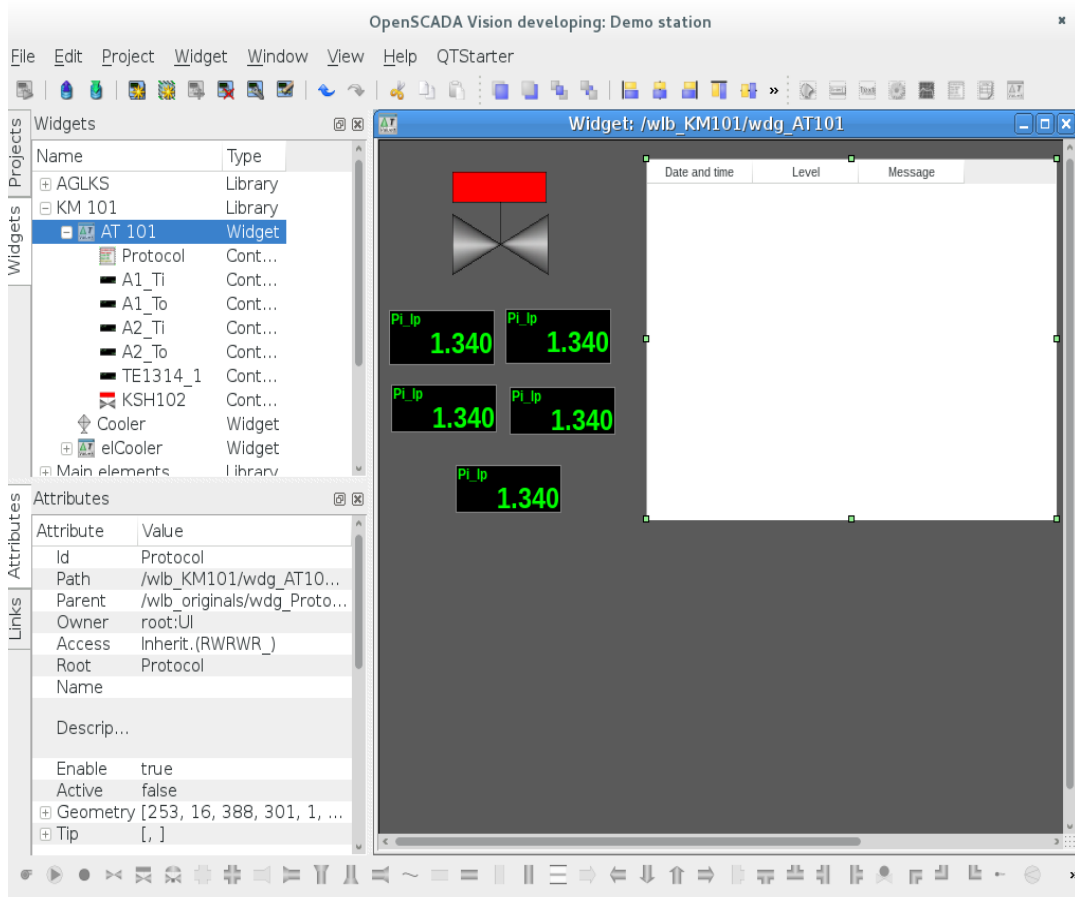 OpenSCADA Vision developing: Demo station
File Edit Project Widget Window View Help QTStarter
Projects
Widgets
Widgets
Name Type
AGLKS Library
KM 101 Library
AT 101 Widget
Protocol Cont...
A1_Ti Cont...
A1_To Cont...
A2_Ti Cont...
A2_To Cont...
TE1314_1 Cont...
KSH102 Cont...
Cooler Widget
elCooler Widget
Main elements Library
Attributes
Links
Attributes
Attribute Value
Id Protocol
Path /wlb_KM101/wdg_AT10...
Parent /wlb_originals/wdg_Proto...
Owner root:UI
Access Inherit.(RWRWR_)
Root Protocol
Name
Descrip...
Enable true
Active false
Geometry [253, 16, 388, 301, 1, ...
Tip [, ]
Widget: /wlb_KM101/wdg_AT101
Date and time Level Message
Pi_lp
1.340
Pi_lp
1.340
Pi_lp
1.340
Pi_lp
1.340
Pi_lp
1.340